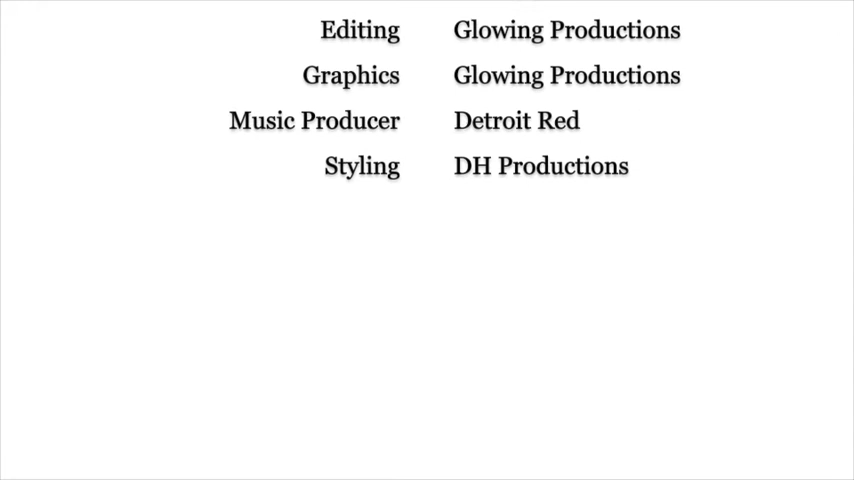 Editing Glowing Productions
Graphics Glowing Productions
Music Producer Detroit Red
Styling DH Productions